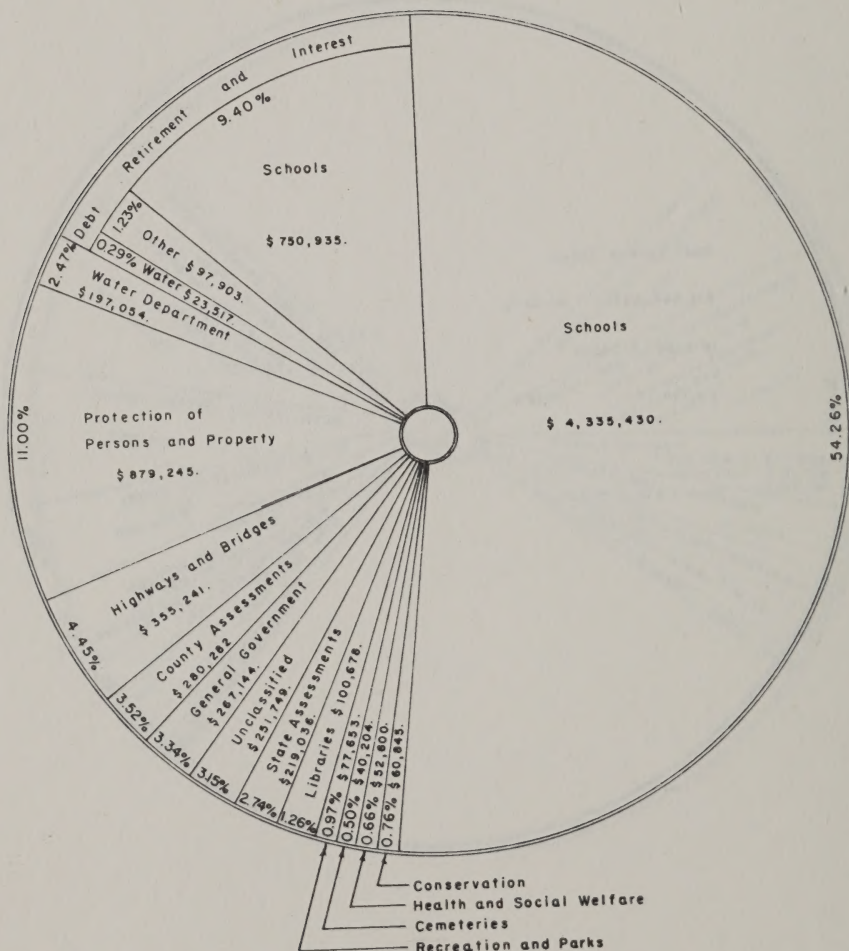 Debt Retirement and Interest
9.40%
Schools
$ 750,935.
1.23%
Other $ 97,903.
0.29% Water $ 23,517.
2.47%
Water Department
$ 197,054.
11.00%
Protection of
Persons and Property
$ 879,245.
4.45%
Highways and Bridges
$ 355,241.
3.52%
County Assessments
$ 280,282
3.34%
General Government
$ 267,144.
3.15%
Unclassified
$ 251,749.
2.74%
State Assessments
$ 219,036.
1.26%
Libraries $ 100,678.
0.97% $ 77,653.
0.50% $ 40,204.
0.66% $ 52,600.
0.76% $ 60,845.
Schools
$ 4,335,430.
54.26%
Conservation
Health and Social Welfare
Cemeteries
Recreation and Parks